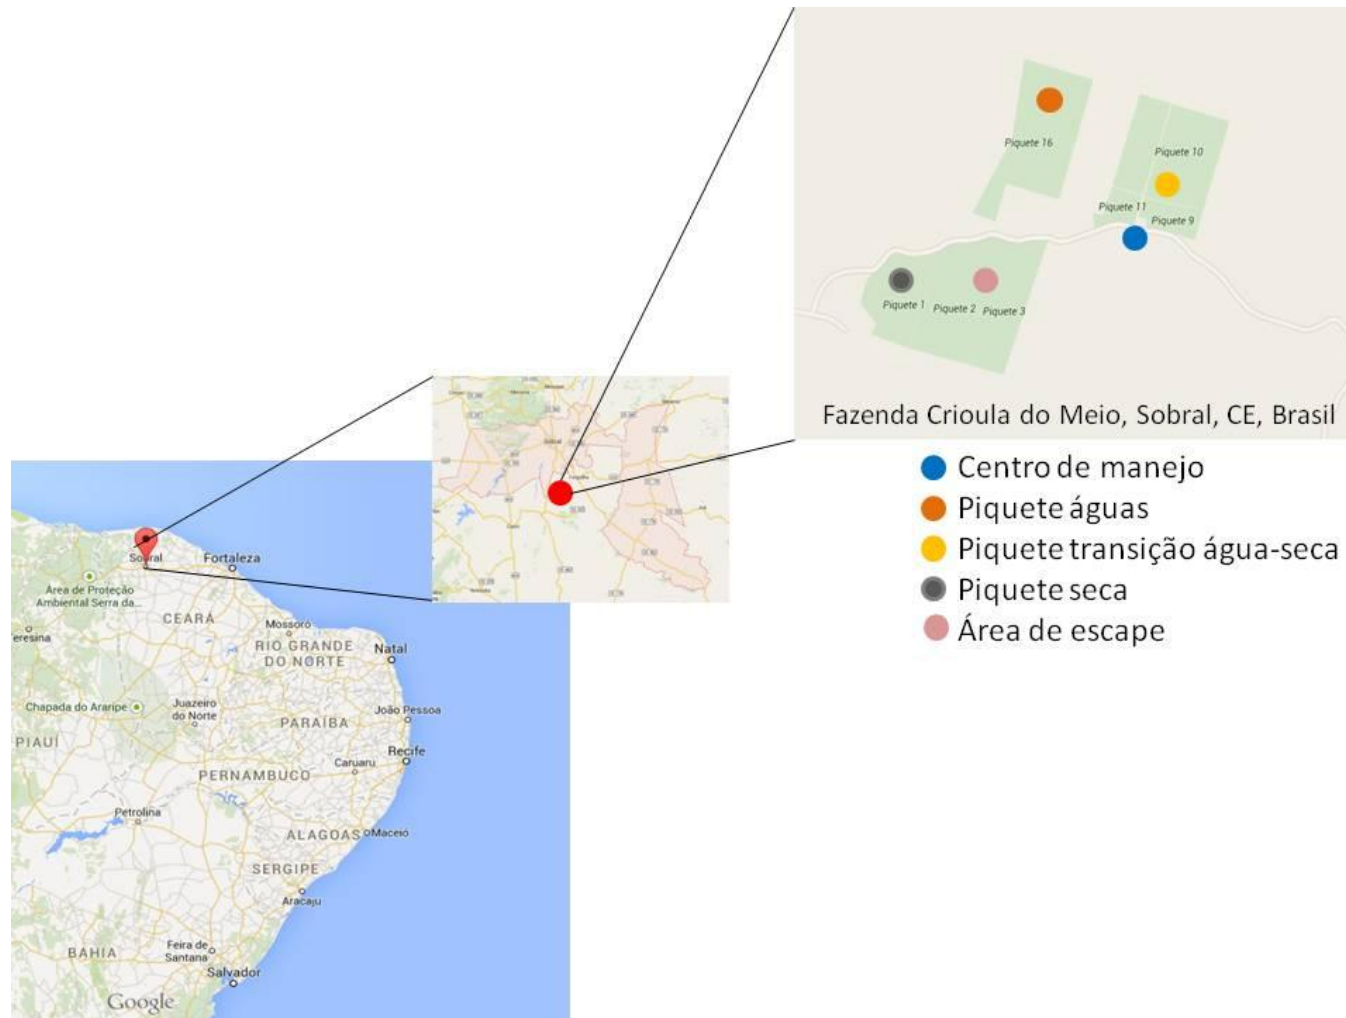 Piquete 16
Piquete 10
Piquete 11
Piquete 9
Piquete 1
Piquete 2
Piquete 3
Fazenda Crioula do Meio, Sobral, CE, Brasil
Centro de manejo
Piquete águas
Piquete transição água-seca
Piquete seca
Área de escape
Sobral
Sobral
Fortaleza
Área de Proteção
Ambiental Serra da...
CEARÁ
Mossoró
eresina
RIO GRANDE
DO NORTE
Natal
Chapada do Araripe
Juazeiro
do Norte
João Pessoa
PARAÍBA
PIAUÍ
Recife
Caruaru
PERNAMBUCO
Petrolina
ALAGOAS
Maceió
SERGIPE
Aracaju
BAHIA
Feira de
Santana
Salvador
Google